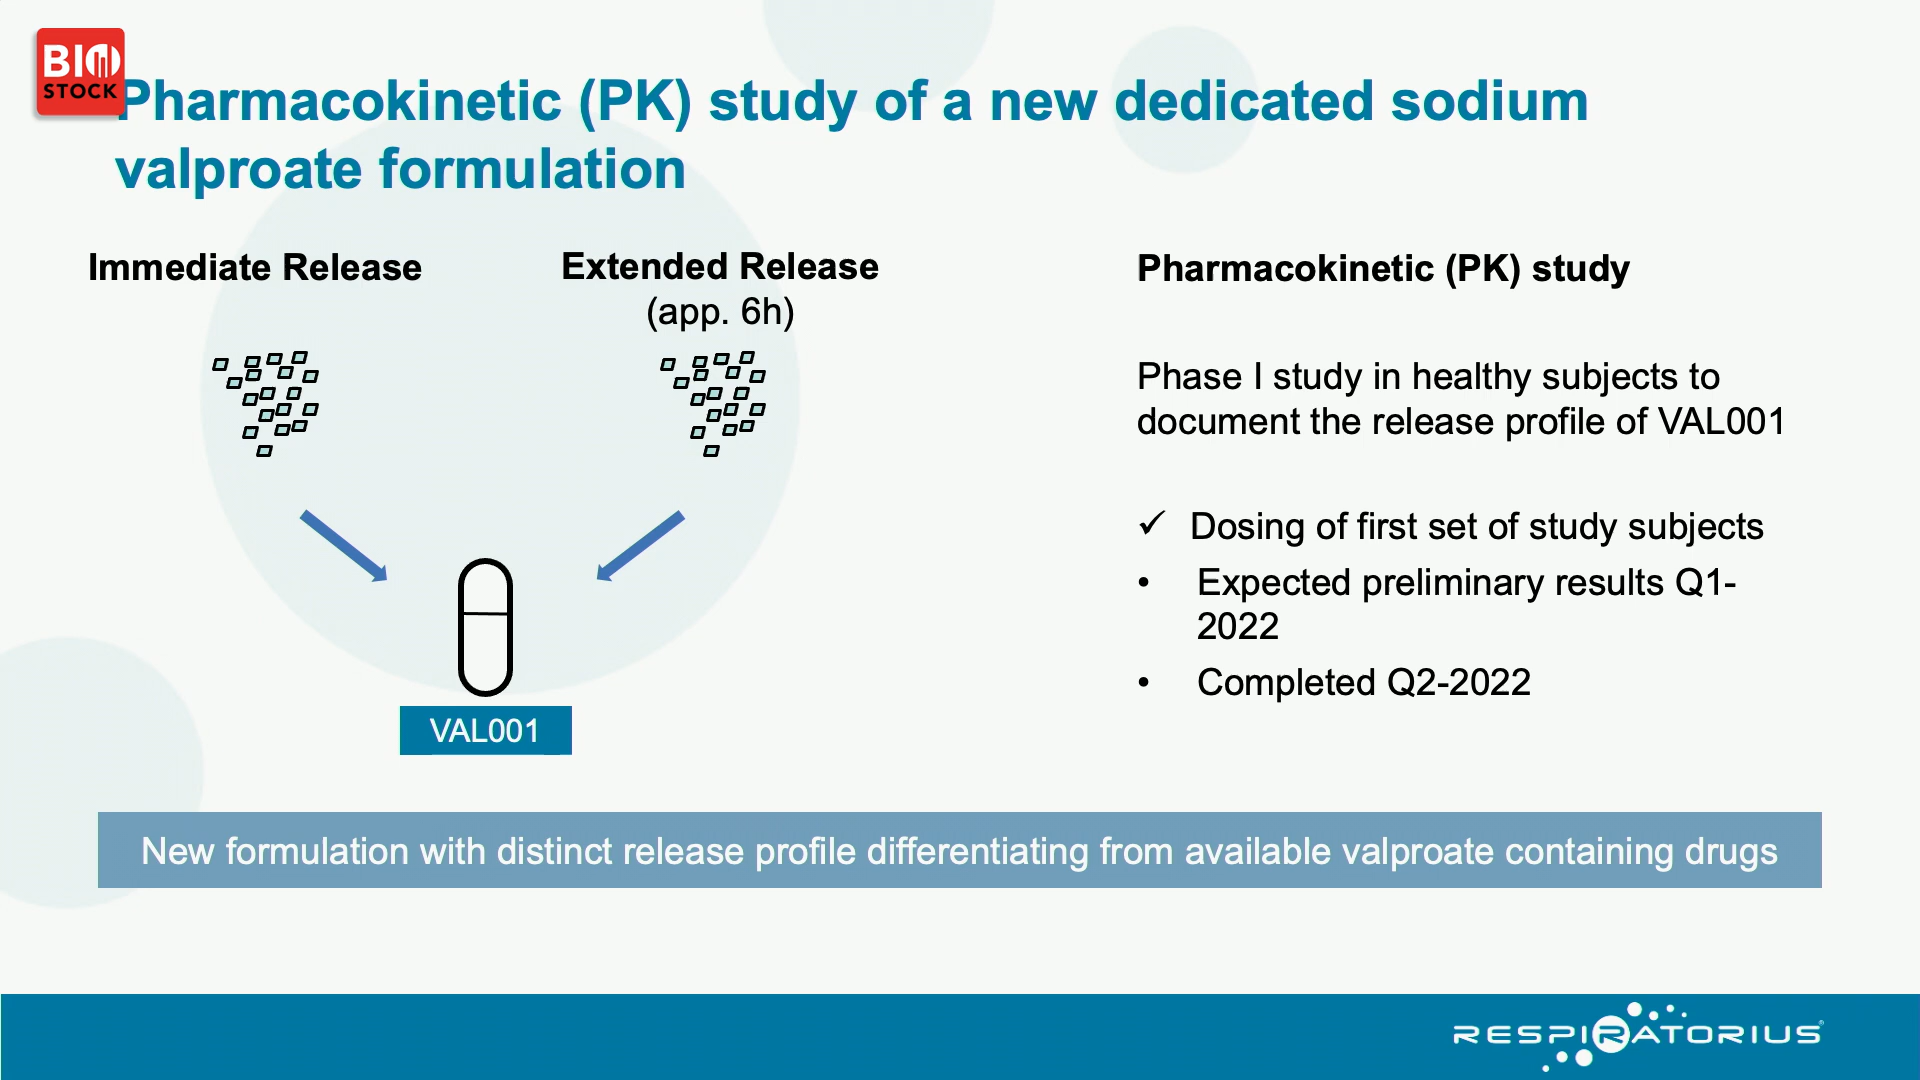 BIO
STOCK
Pharmacokinetic (PK) study of a new dedicated sodium
valproate formulation
Immediate Release
Extended Release
(app. 6h)
VAL001
Pharmacokinetic (PK) study
Phase I study in healthy subjects to
document the release profile of VAL001
✓ Dosing of first set of study subjects
• Expected preliminary results Q1-
2022
• Completed Q2-2022
New formulation with distinct release profile differentiating from available valproate containing drugs
RESPIRATORIUS®